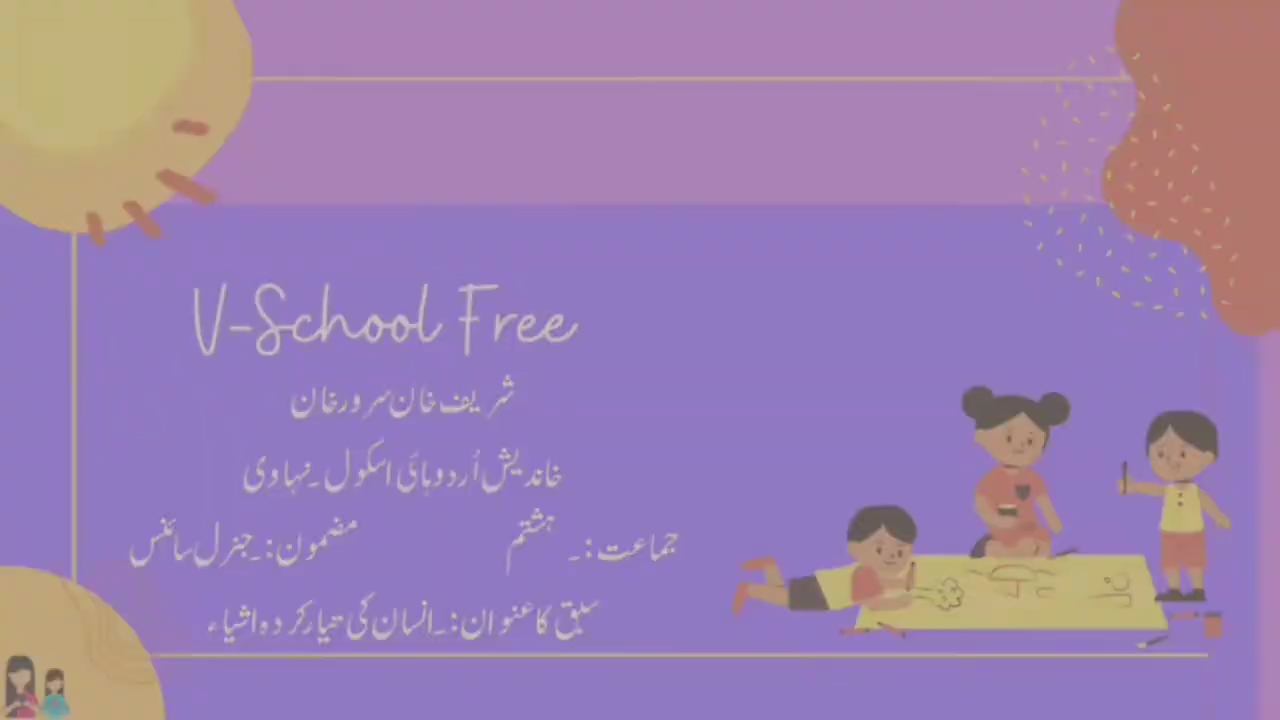 V-School Free
شریف خان سرور خان
خاندیش اُردو ہائی اسکول۔نہاوی
جماعت:۔ ہشتم مضمون:۔جنرل سائنس
سبق کا عنوان:۔انسان کی تیار کردہ اشیاء